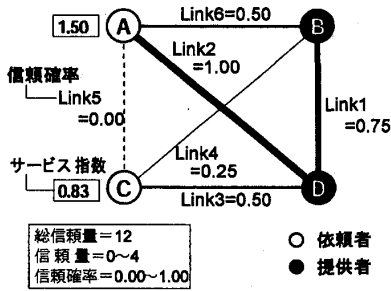 1.50
A
Link6=0.50
B
Link2
=1.00
信頼確率
Link5
=0.00
Link1
=0.75
サービス指数
Link4
=0.25
0.83
C
Link3=0.50
D
総信頼量=12
信 頼 量=0～4
信頼確率=0.00～1.00
依頼者
提供者